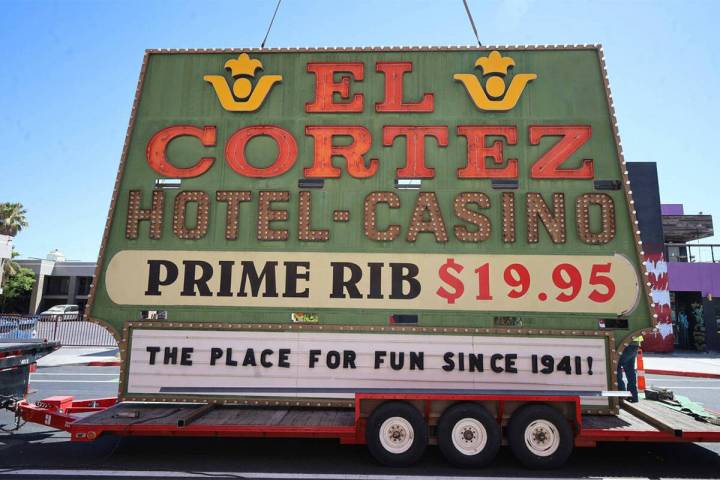 EL
CORTEZ
HOTEL-CASINO
PRIME RIB $19.95
THE PLACE FOR FUN SINCE 1941!